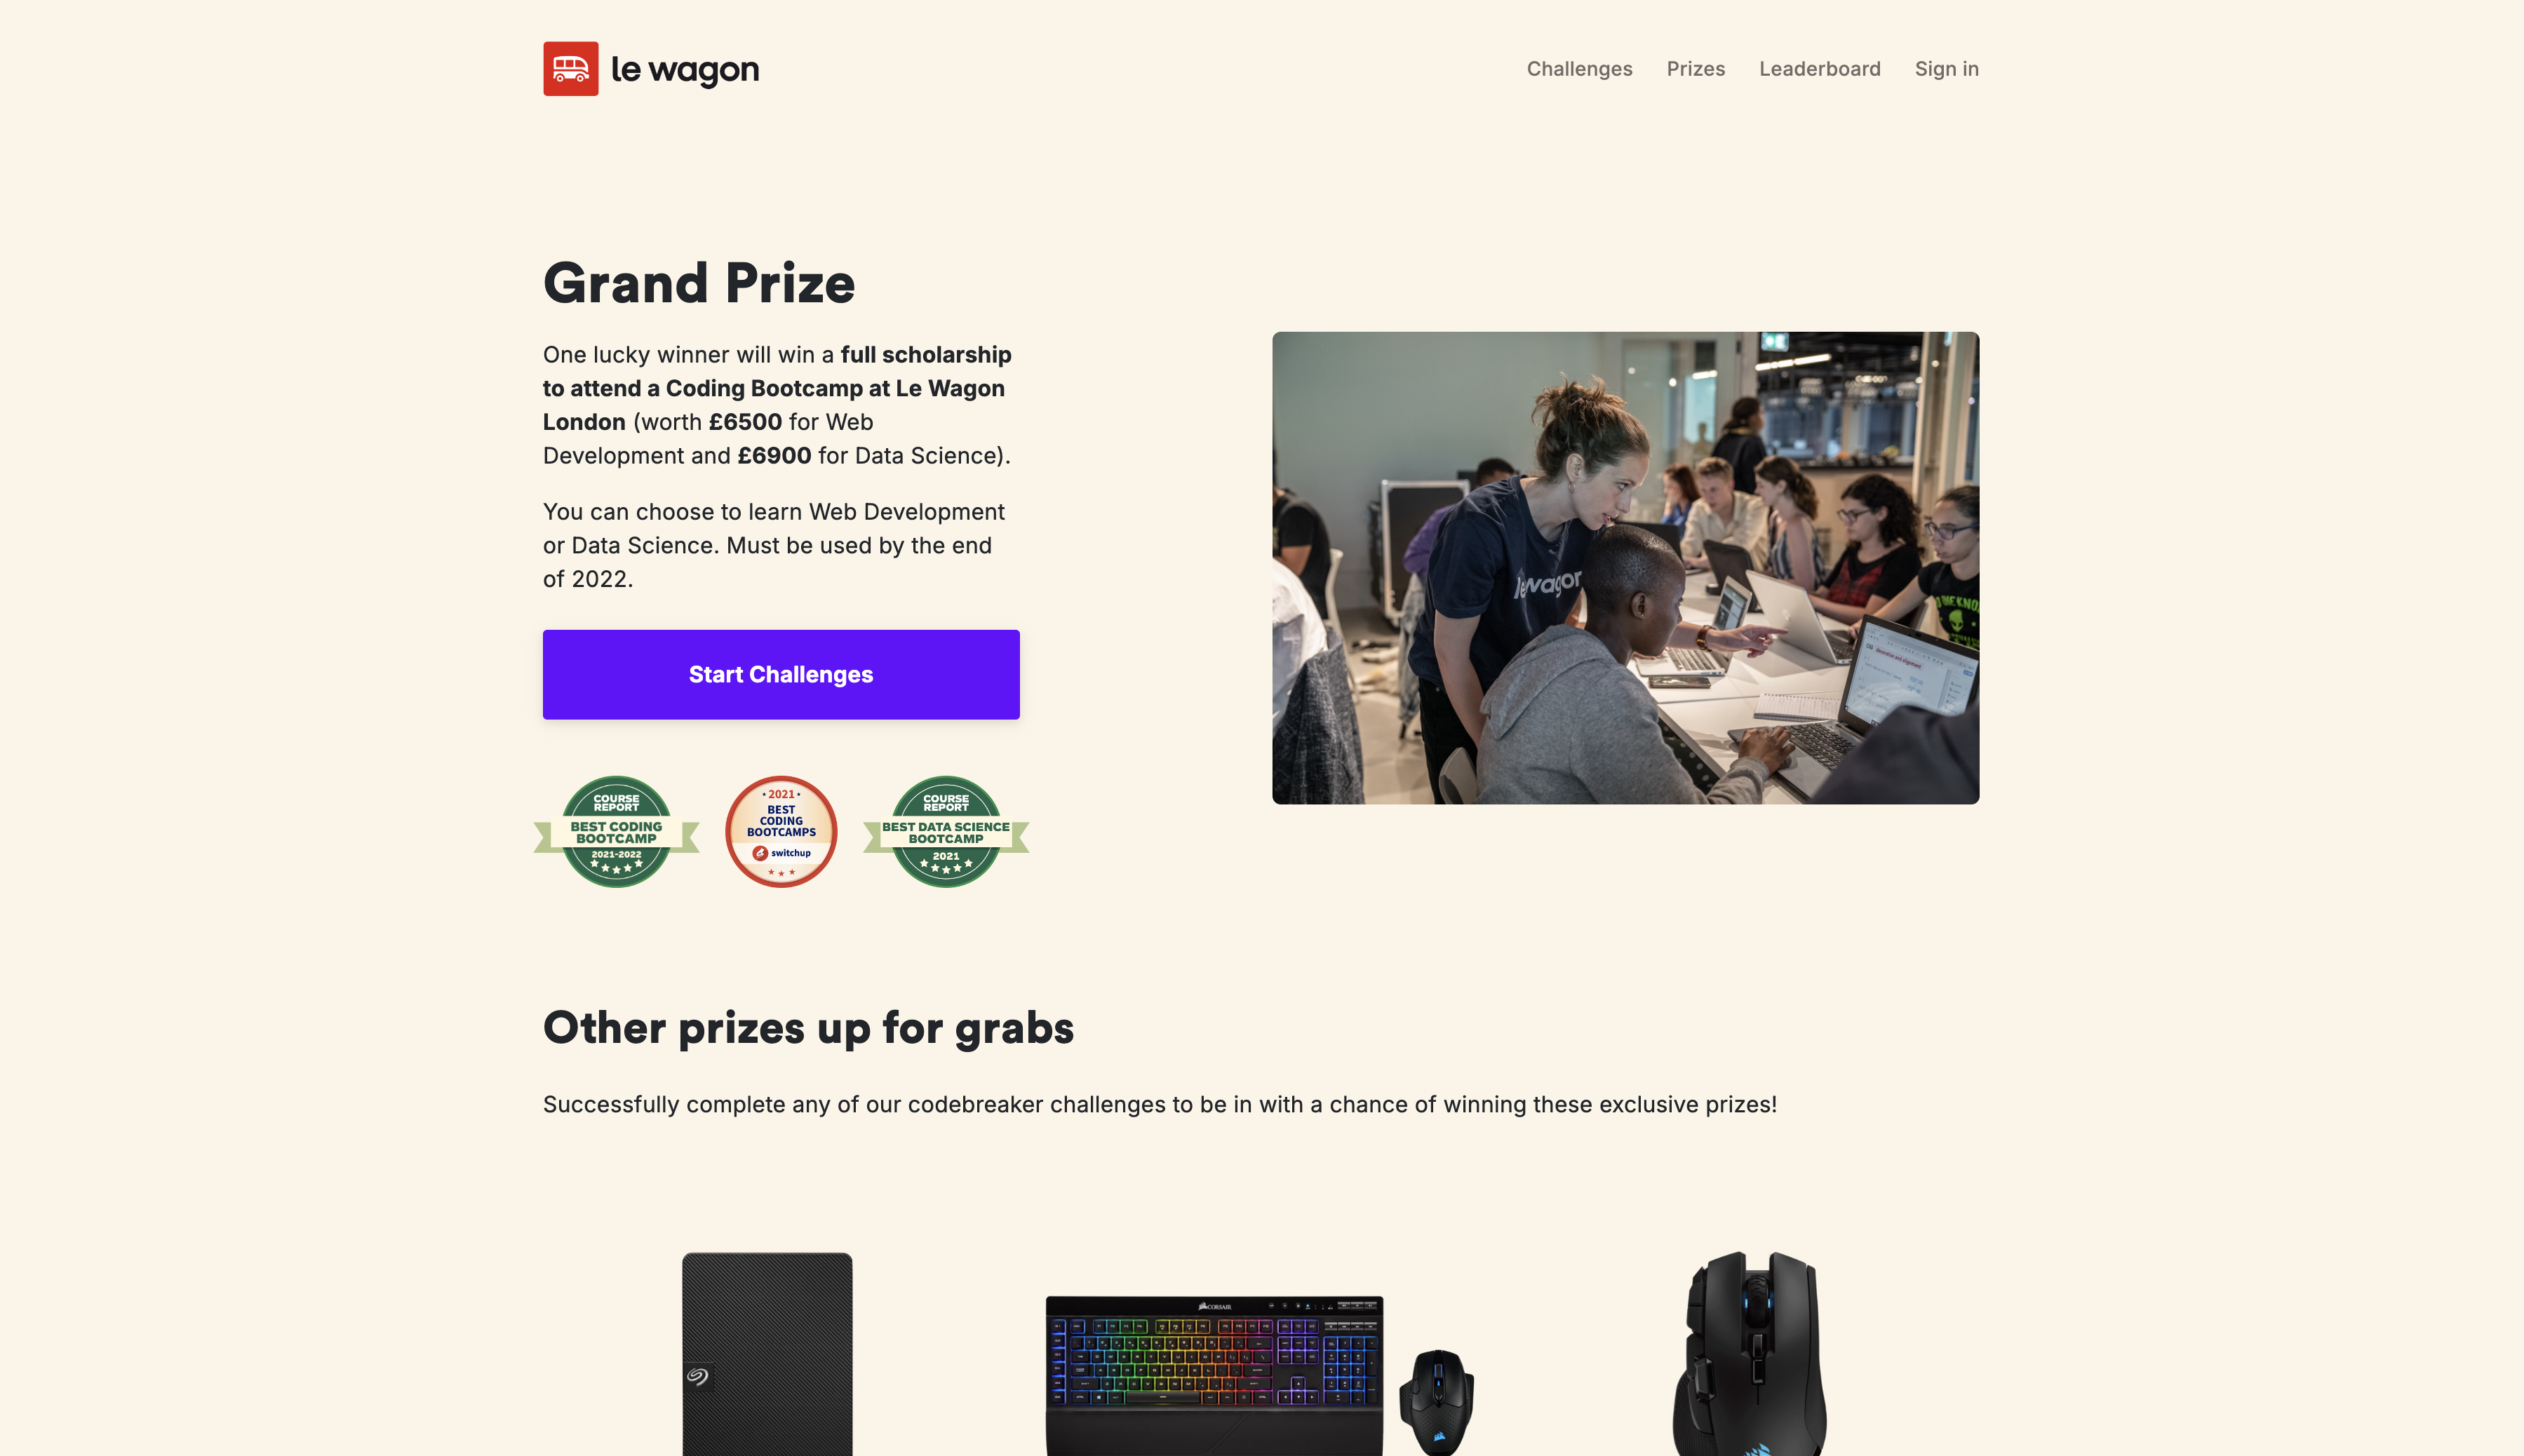 le wagon
Challenges Prizes Leaderboard Sign in
Grand Prize
One lucky winner will win a full scholarship
to attend a Coding Bootcamp at Le Wagon
London (worth £6500 for Web
Development and £6900 for Data Science).
You can choose to learn Web Development
or Data Science. Must be used by the end
of 2022.
Start Challenges
COURSE
REPORT
BEST CODING
BOOTCAMP
2021-2022
2021
BEST
CODING
BOOTCAMPS
switchup
COURSE
REPORT
BEST DATA SCIENCE
BOOTCAMP
2021
lewagon
Other prizes up for grabs
Successfully complete any of our codebreaker challenges to be in with a chance of winning these exclusive prizes!
CORSAIR